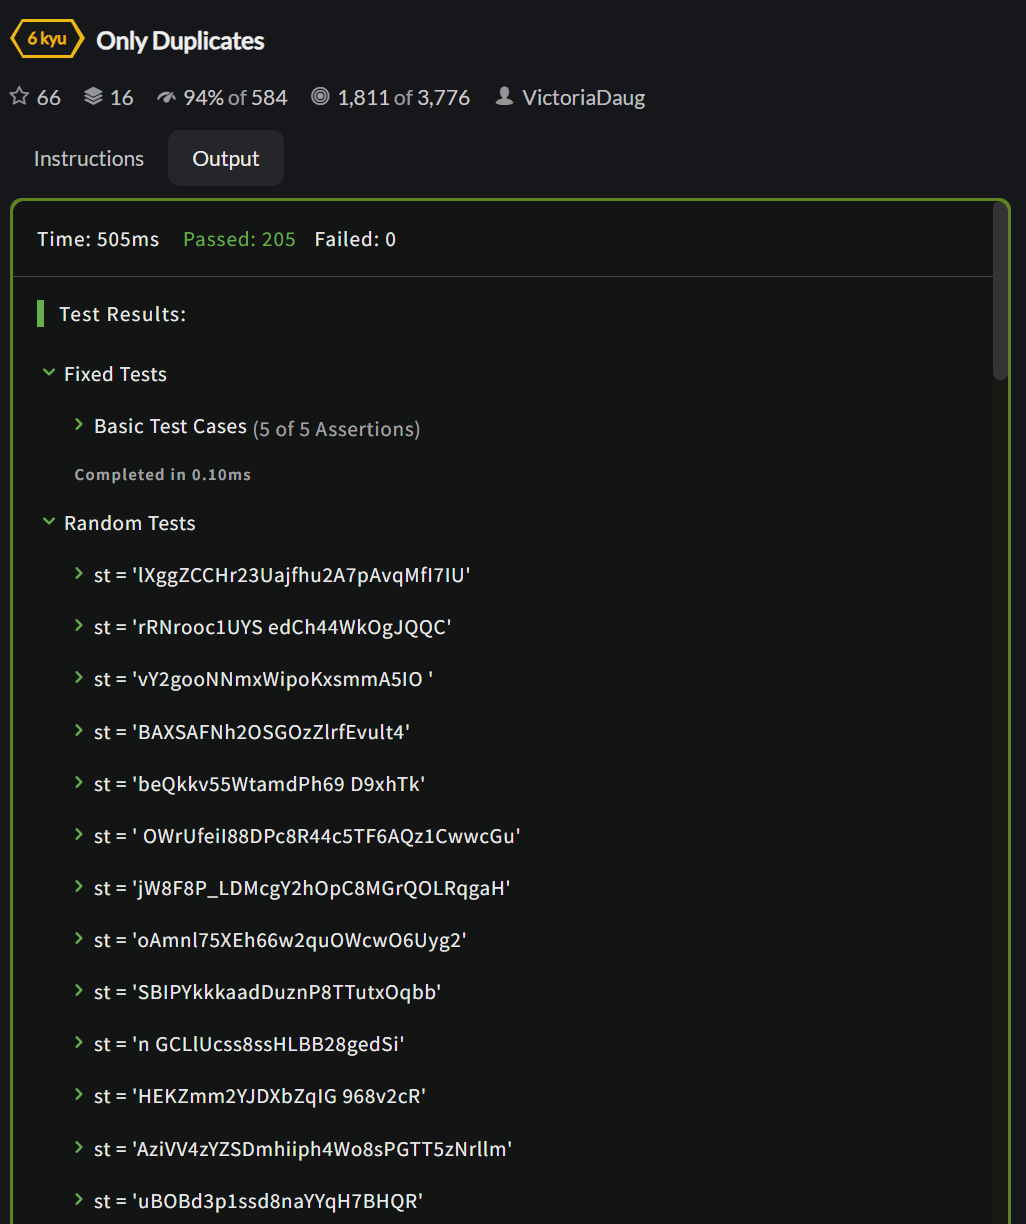 6 kyu Only Duplicates
66 16 94% of 584 1,811 of 3,776 VictoriaDaug
Instructions Output
Time: 505ms Passed: 205 Failed: 0
Test Results:
Fixed Tests
Basic Test Cases (5 of 5 Assertions)
Completed in 0.10ms
Random Tests
st = 'lXggZCCHr23Uajfhu2A7pAvqMfI7IU'
st = 'rRNrooc1UYS edCh44WkOgJQQC'
st = 'vY2gooNNmxWipoKxsmmA5IO '
st = 'BAXSAFNh2OSGOzZlrfEvult4'
st = 'beQkkv55WtamdPh69 D9xhTk'
st = ' OWrUfeiI88DPc8R44c5TF6AQz1CwwcGu'
st = 'jW8F8P_LDMcgY2hOpC8MGrQOLRqgaH'
st = 'oAmnl75XEh66w2quOWcwO6Uyg2'
st = 'SBIPYkkkaadDuznP8TTutxOqbb'
st = 'n GCLlUcss8ssHLBB28gedSi'
st = 'HEKZmm2YJDXbZqIG 968v2cR'
st = 'AziVV4zYZSDmhiiph4Wo8sPGTT5zNrllm'
st = 'uBOBd3p1ssd8naYYqH7BHQR'